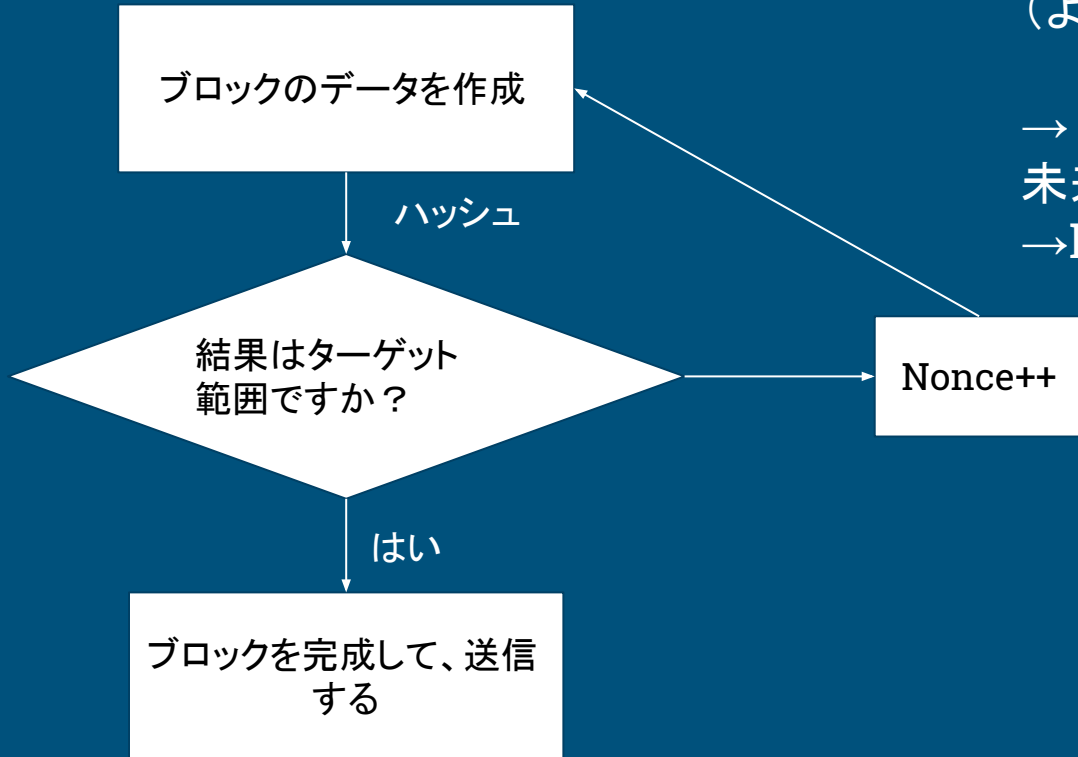 ブロックのデータを作成
ハッシュ
結果はターゲット
範囲ですか？
Nonce++
はい
ブロックを完成して、送信
する
（よ
→
→